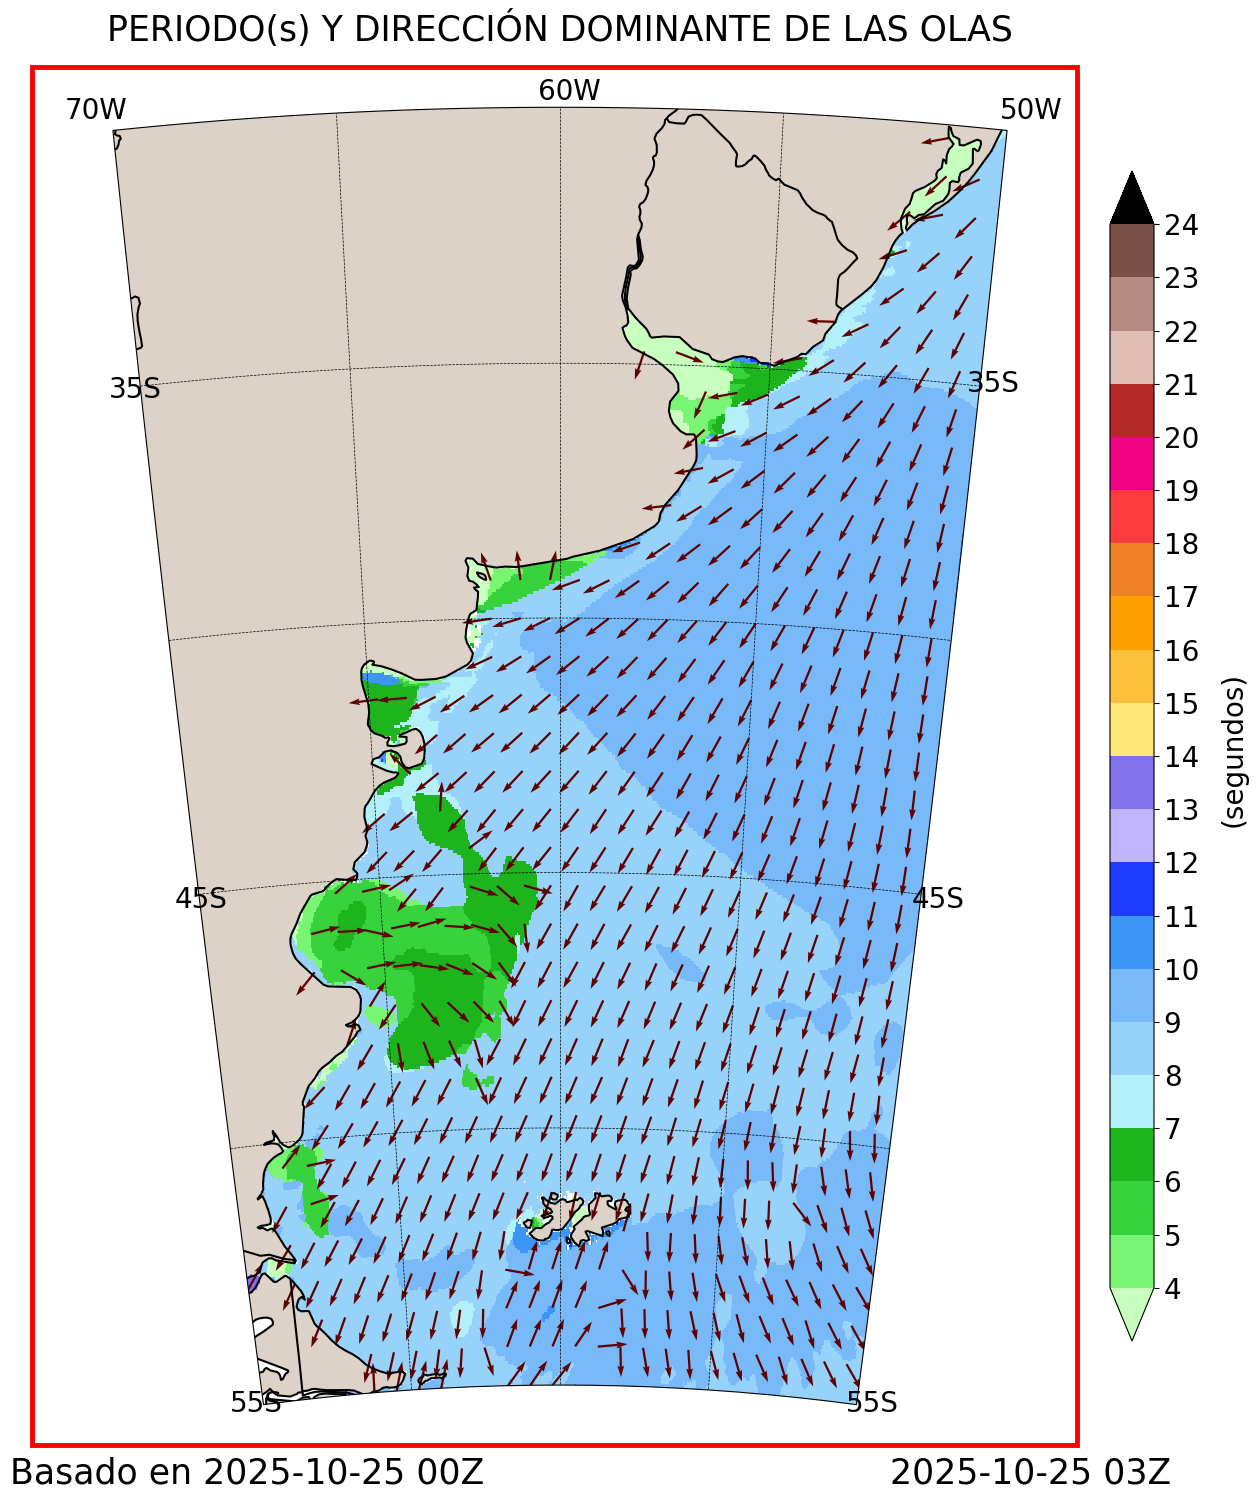 PERIODO(s) Y DIRECCIÓN DOMINANTE DE LAS OLAS
70W
60W
50W
35S
35S
45S
45S
55S
55S
24
23
22
21
20
19
18
17
16
15
14
13
12
11
10
9
8
7
6
5
4
(segundos)
Basado en 2025-10-25 00Z
2025-10-25 03Z